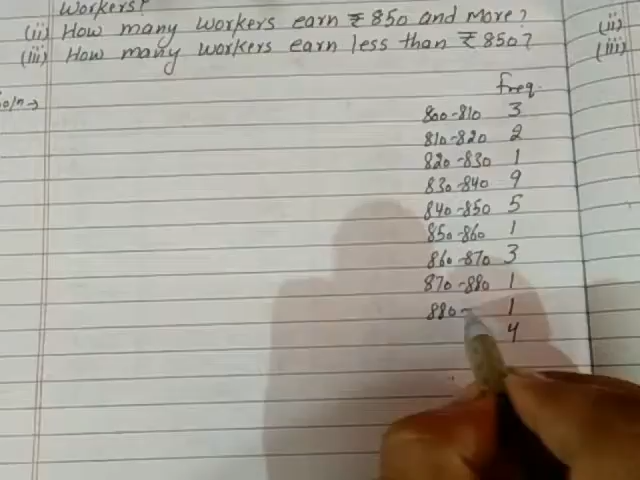 Workers?
(ii) How many workers earn ₹850 and more?
(iii) How many workers earn less than ₹850?
(ii)
(iii)
soln→
freq.
800-810 3
810-820 2
820-830 1
830-840 9
840-850 5
850-860 1
860-870 3
870-880 1
880- 1
4